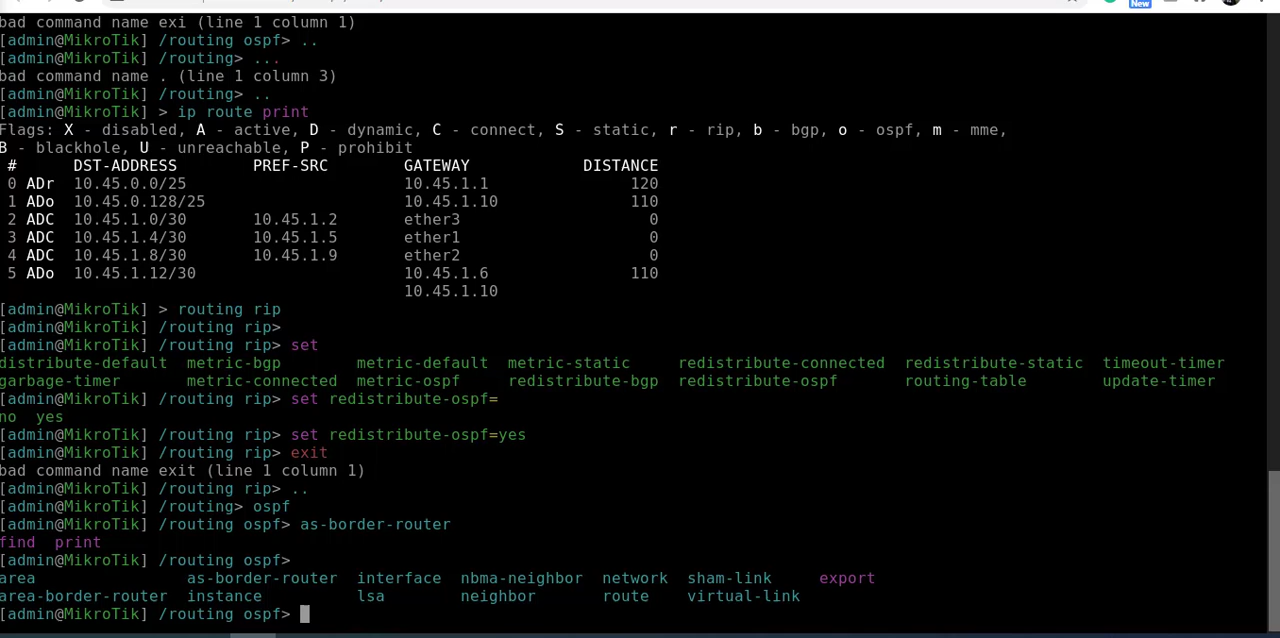 New
bad command name exi (line 1 column 1)
[admin@MikroTik] /routing ospf> ..
[admin@MikroTik] /routing> ...
bad command name . (line 1 column 3)
[admin@MikroTik] /routing> ..
[admin@MikroTik] > ip route print
Flags: X - disabled, A - active, D - dynamic, C - connect, S - static, r - rip, b - bgp, o - ospf, m - mme,
B - blackhole, U - unreachable, P - prohibit
#      DST-ADDRESS        PREF-SRC        GATEWAY            DISTANCE
0 ADr  10.45.0.0/25                       10.45.1.1               120
1 ADo  10.45.0.128/25                     10.45.1.10              110
2 ADC  10.45.1.0/30       10.45.1.2       ether3                    0
3 ADC  10.45.1.4/30       10.45.1.5       ether1                    0
4 ADC  10.45.1.8/30       10.45.1.9       ether2                    0
5 ADo  10.45.1.12/30                      10.45.1.6               110
10.45.1.10
[admin@MikroTik] > routing rip
[admin@MikroTik] /routing rip>
[admin@MikroTik] /routing rip> set
distribute-default  metric-bgp        metric-default  metric-static     redistribute-connected  redistribute-static  timeout-timer
garbage-timer       metric-connected  metric-ospf     redistribute-bgp  redistribute-ospf       routing-table        update-timer
[admin@MikroTik] /routing rip> set redistribute-ospf=
no  yes
[admin@MikroTik] /routing rip> set redistribute-ospf=yes
[admin@MikroTik] /routing rip> exit
bad command name exit (line 1 column 1)
[admin@MikroTik] /routing rip> ..
[admin@MikroTik] /routing> ospf
[admin@MikroTik] /routing ospf> as-border-router
find  print
[admin@MikroTik] /routing ospf>
area                as-border-router  interface  nbma-neighbor  network  sham-link     export
area-border-router  instance          lsa        neighbor       route    virtual-link
[admin@MikroTik] /routing ospf>